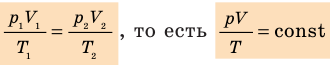 p₁V₁/T₁ = p₂V₂/T₂ , то есть pV/T = const